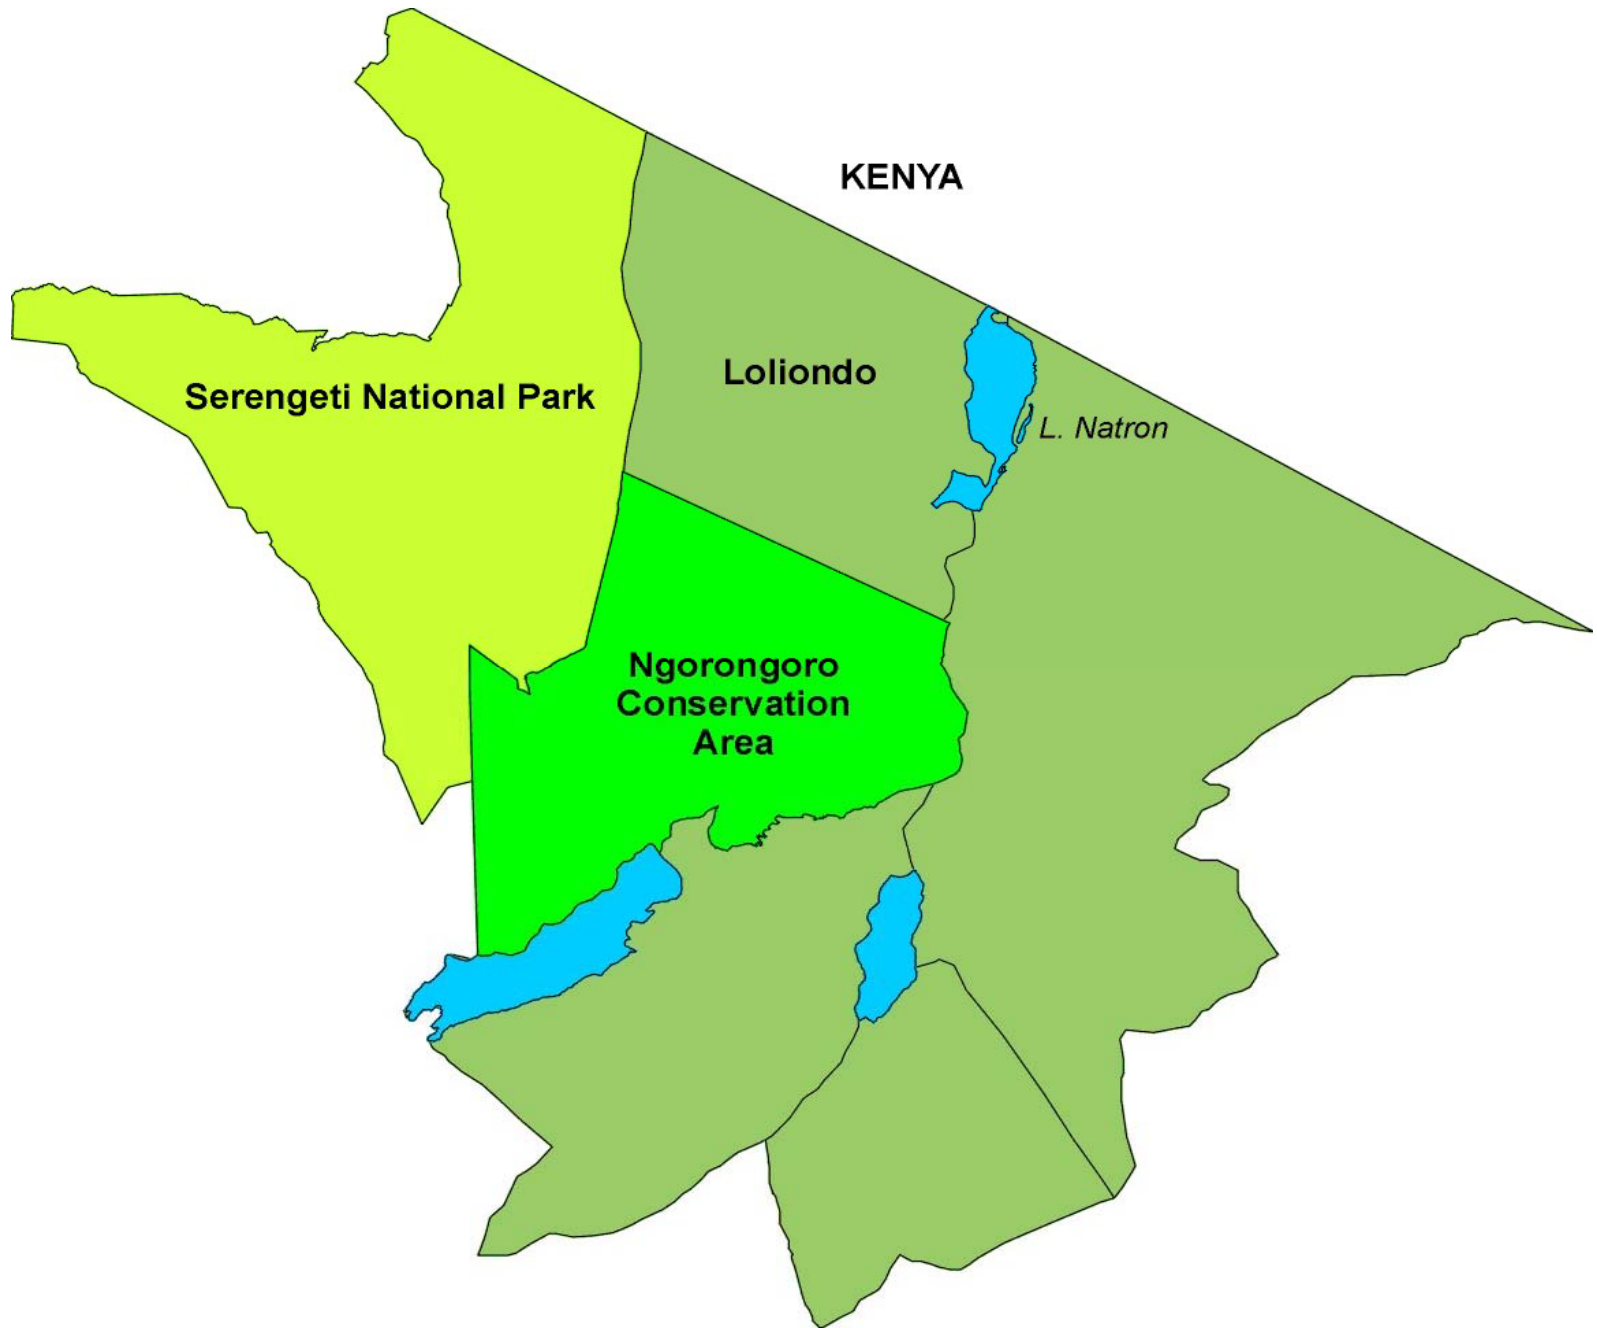 KENYA
Loliondo
Serengeti National Park
L. Natron
Ngorongoro
Conservation
Area